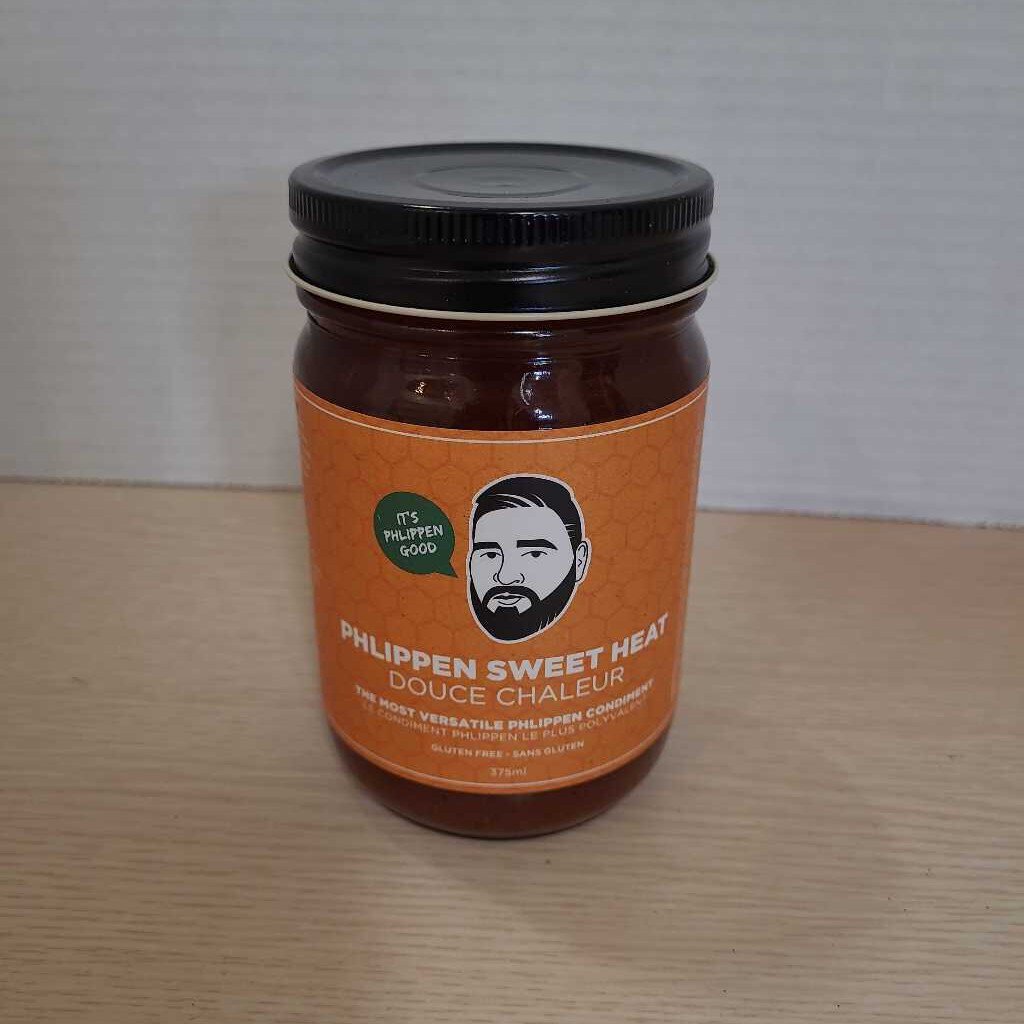 IT'S
PHLIPPEN
GOOD
PHLIPPEN SWEET HEAT
DOUCE CHALEUR
THE MOST VERSATILE PHLIPPEN CONDIMENT
LE CONDIMENT PHLIPPEN LE PLUS POLYVALENT
GLUTEN FREE - SANS GLUTEN
375ml